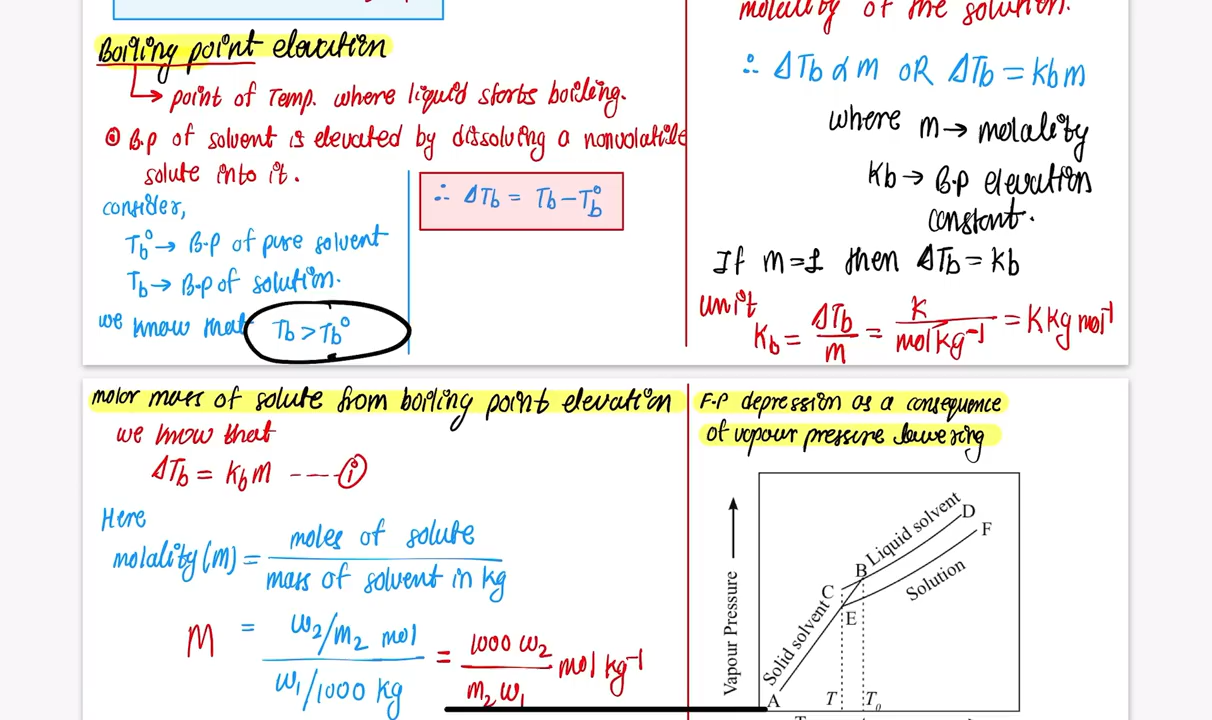 Boiling point elavation
point of Temp. where liquid starts boiling.
B.p of solvent is elevated by dissolving a nonvolatile
solute into it.
consider,
Tb° → B.p of pure solvent
Tb → B.p of solution.
we know that Tb > Tb°
∴ ΔTb = Tb – Tb°
molality of the solution.
∴ ΔTb α m OR ΔTb = kb m
where m → molality
Kb → B.p elevation
constant.
If m = 1 then ΔTb = kb
unit
Kb = ΔTb / m = K / mol kg⁻¹ = K kg mol⁻¹
molar mass of solute from boiling point elevation
we know that
ΔTb = Kb m ---- (i)
Here
molality (m) = moles of solute / mass of solvent in kg
M = W₂/M₂ mol / W₁/1000 kg = 1000 W₂ / M₂ W₁ mol kg⁻¹
F.P depression as a consequence
of vapour pressure lowering
Vapour Pressure
Solid solvent
Liquid solvent
Solution
A
B
C
D
E
F
T
T₀